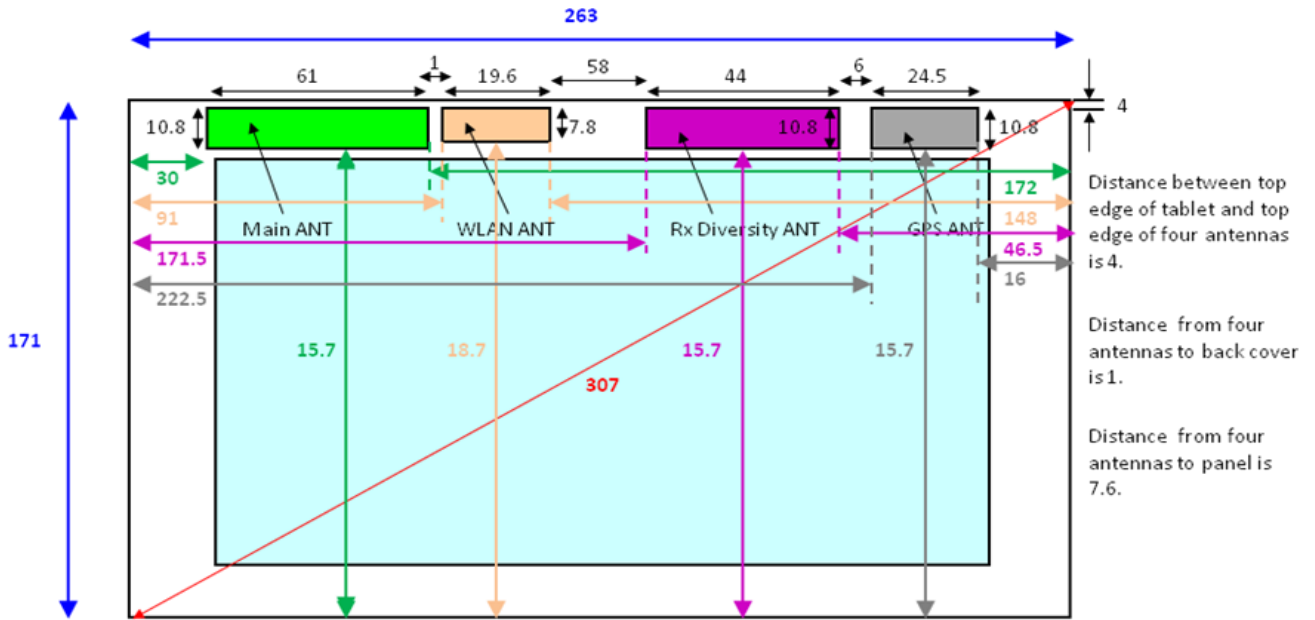 263
1
58
6
61
19.6
44
24.5
4
10.8
7.8
10.8
10.8
30
172
Distance between top
edge of tablet and top
edge of four antennas
is 4.
91
Main ANT
WLAN ANT
Rx Diversity ANT
GPS ANT
148
171.5
46.5
222.5
16
171
15.7
18.7
15.7
15.7
307
Distance from four
antennas to back cover
is 1.
Distance from four
antennas to panel is
7.6.